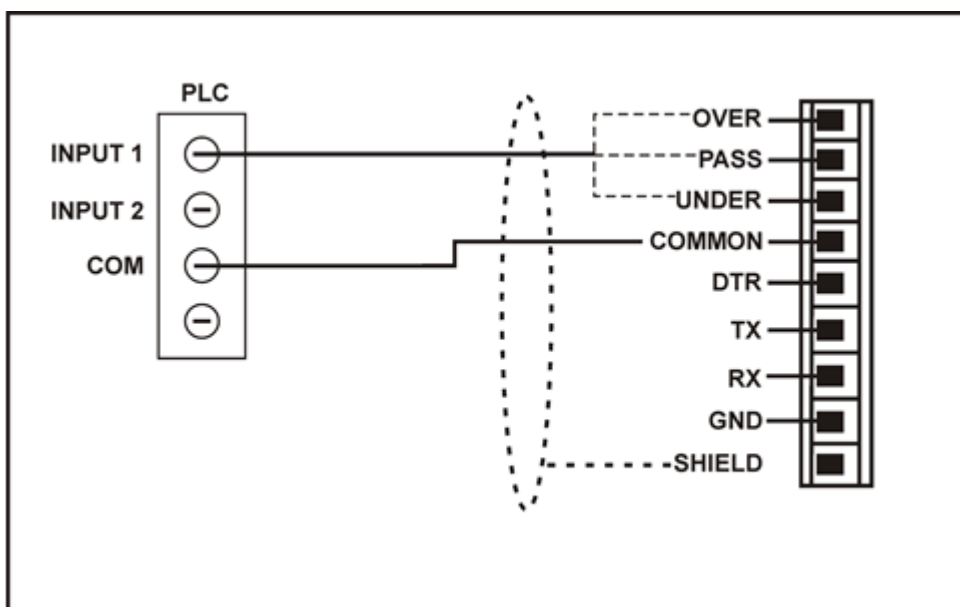 PLC
INPUT 1
INPUT 2
COM
OVER
PASS
UNDER
COMMON
DTR
TX
RX
GND
SHIELD